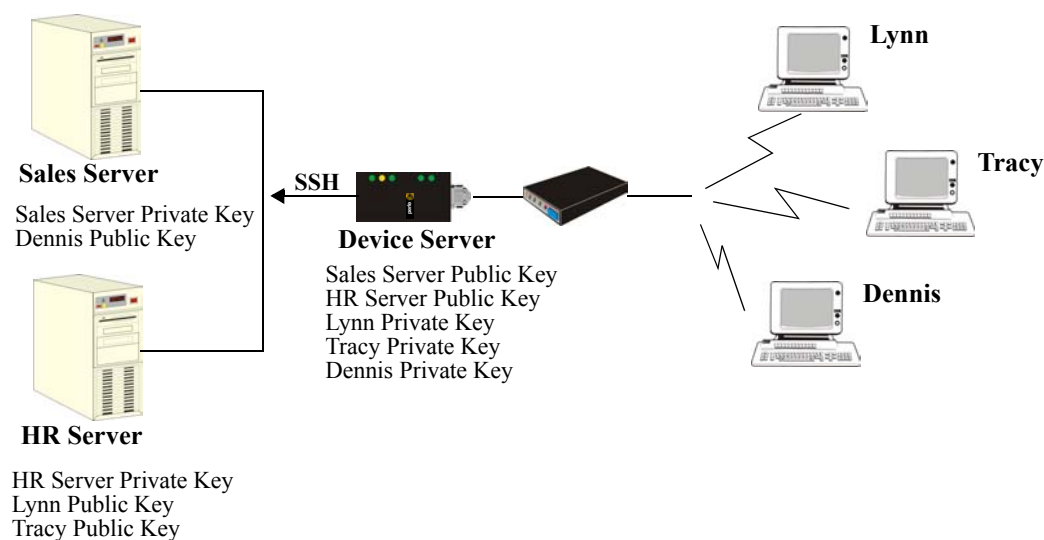 Lynn
Tracy
Dennis
Sales Server
Sales Server Private Key
Dennis Public Key
SSH
Device Server
Sales Server Public Key
HR Server Public Key
Lynn Private Key
Tracy Private Key
Dennis Private Key
HR Server
HR Server Private Key
Lynn Public Key
Tracy Public Key